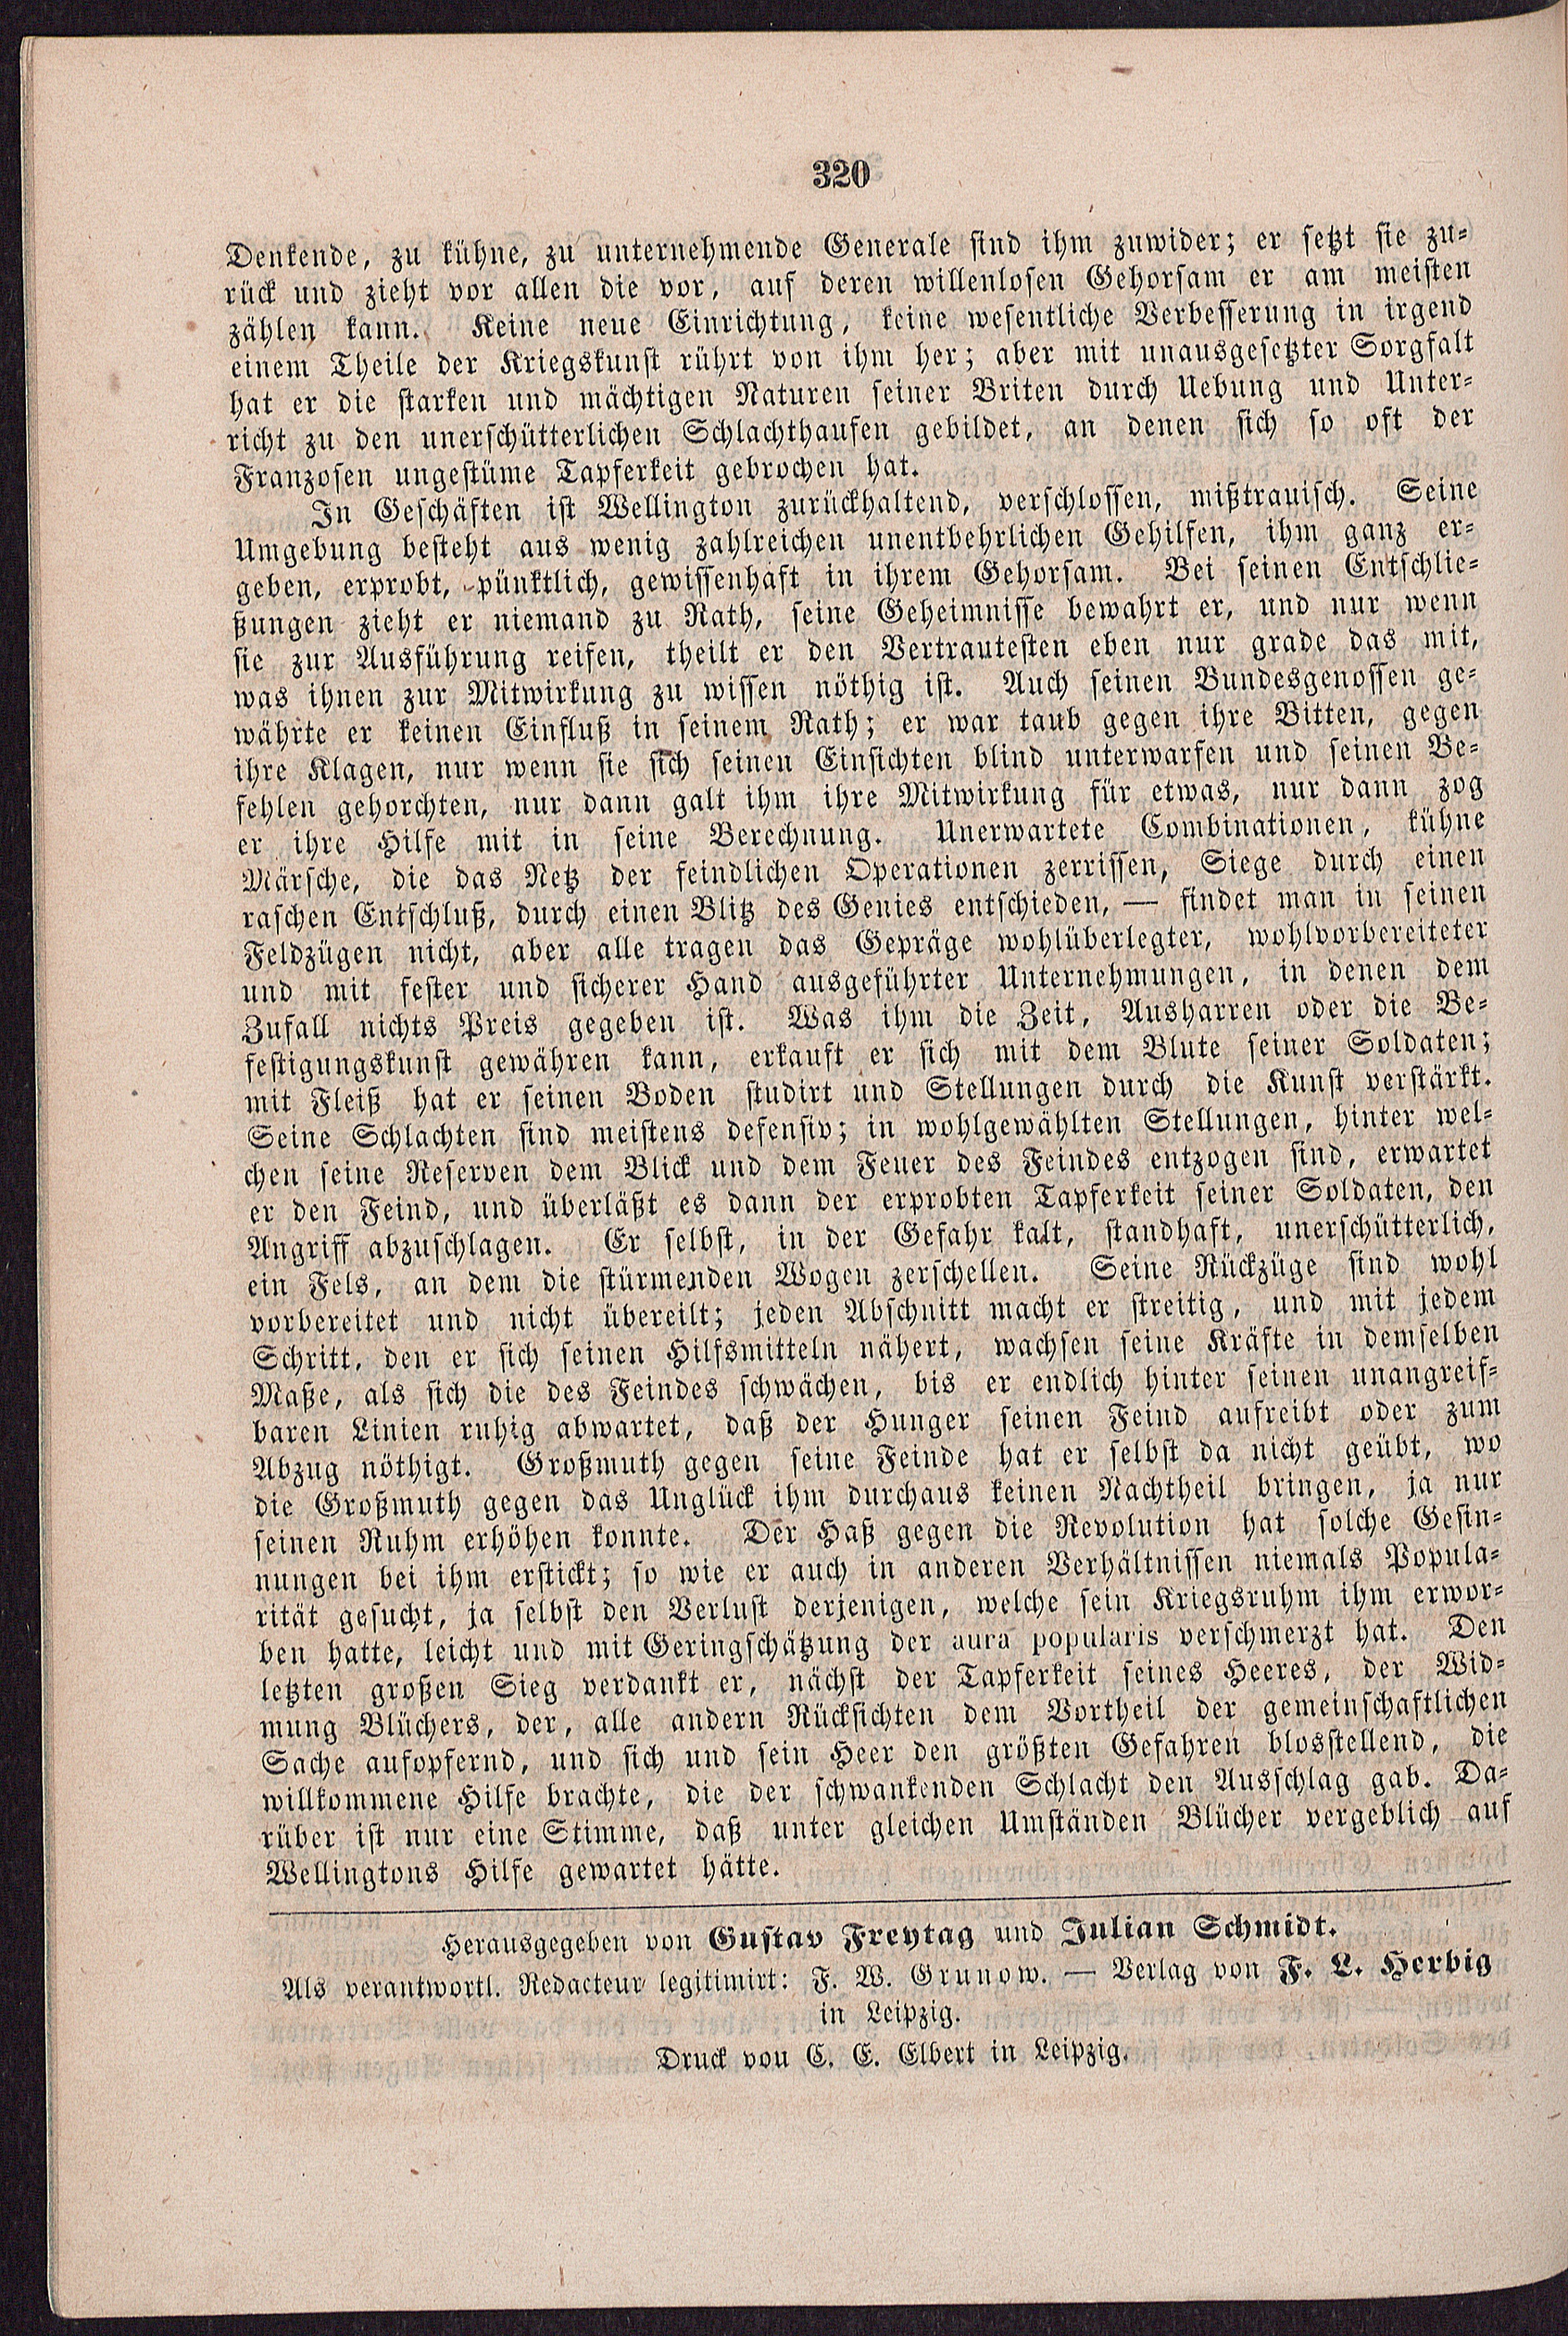 320
Denkende, zu kühne, zu unternehmende Generale sind ihm zuwider; er setzt sie zu-
rück und zieht vor allen die vor, auf deren willenlosen Gehorsam er am meisten
zählen kann. Keine neue Einrichtung, keine wesentliche Verbesserung in irgend
einem Theile der Kriegskunst rührt von ihm her; aber mit unausgesetzter Sorgfalt
hat er die starken und mächtigen Naturen seiner Briten durch Uebung und Unter-
richt zu den unerschütterlichen Schlachthaufen gebildet, an denen sich so oft der
Franzosen ungestüme Tapferkeit gebrochen hat.
In Geschäften ist Wellington zurückhaltend, verschlossen, mißtrauisch. Seine
Umgebung besteht aus wenig zahlreichen unentbehrlichen Gehilfen, ihm ganz er-
geben, erprobt, pünktlich, gewissenhaft in ihrem Gehorsam. Bei seinen Entschlie-
ßungen zieht er niemand zu Rath, seine Geheimnisse bewahrt er, und nur wenn
sie zur Ausführung reifen, theilt er den Vertrautesten eben nur grade das mit,
was ihnen zur Mitwirkung zu wissen nöthig ist. Auch seinen Bundesgenossen ge-
währte er keinen Einfluß in seinem Rath; er war taub gegen ihre Bitten, gegen
ihre Klagen, nur wenn sie sich seinen Einsichten blind unterwarfen und seinen Be-
fehlen gehorchten, nur dann galt ihm ihre Mitwirkung für etwas, nur dann zog
er ihre Hilfe mit in seine Berechnung. Unerwartete Combinationen, kühne
Märsche, die das Netz der feindlichen Operationen zerrissen, Siege durch einen
raschen Entschluß, durch einen Blitz des Genies entschieden, — findet man in seinen
Feldzügen nicht, aber alle tragen das Gepräge wohlüberlegter, wohlvorbereiteter
und mit fester und sicherer Hand ausgeführter Unternehmungen, in denen dem
Zufall nichts Preis gegeben ist. Was ihm die Zeit, Ausharren oder die Be-
festigungskunst gewähren kann, erkauft er sich mit dem Blute seiner Soldaten;
mit Fleiß hat er seinen Boden studirt und Stellungen durch die Kunst verstärkt.
Seine Schlachten sind meistens defensiv; in wohlgewählten Stellungen, hinter wel-
chen seine Reserven dem Blick und dem Feuer des Feindes entzogen sind, erwartet
er den Feind, und überläßt es dann der erprobten Tapferkeit seiner Soldaten, den
Angriff abzuschlagen. Er selbst, in der Gefahr kalt, standhaft, unerschütterlich,
ein Fels, an dem die stürmenden Wogen zerschellen. Seine Rückzüge sind wohl
vorbereitet und nicht übereilt; jeden Abschnitt macht er streitig, und mit jedem
Schritt, den er sich seinen Hilfsmitteln nähert, wachsen seine Kräfte in demselben
Maße, als sich die des Feindes schwächen, bis er endlich hinter seinen unangreif-
baren Linien ruhig abwartet, daß der Hunger seinen Feind aufreibt oder zum
Abzug nöthigt. Großmuth gegen seine Feinde hat er selbst da nicht geübt, wo
die Großmuth gegen das Unglück ihm durchaus keinen Nachtheil bringen, ja nur
seinen Ruhm erhöhen konnte. Der Haß gegen die Revolution hat solche Gesin-
nungen bei ihm erstickt; so wie er auch in anderen Verhältnissen niemals Popula-
rität gesucht, ja selbst den Verlust derjenigen, welche sein Kriegsruhm ihm erwor-
ben hatte, leicht und mit Geringschätzung der aura popularis verschmerzt hat. Den
letzten großen Sieg verdankt er, nächst der Tapferkeit seines Heeres, der Wid-
mung Blüchers, der, alle andern Rücksichten dem Vortheil der gemeinschaftlichen
Sache aufopfernd, und sich und sein Heer den größten Gefahren blosstellend, die
willkommene Hilfe brachte, die der schwankenden Schlacht den Ausschlag gab. Da-
rüber ist nur eine Stimme, daß unter gleichen Umständen Blücher vergeblich auf
Wellingtons Hilfe gewartet hätte.
Herausgegeben von Gustav Freytag und Julian Schmidt.
Als verantwortl. Redacteur legitimirt: F. W. Grunow. — Verlag von F. L. Herbig
in Leipzig.
Druck von C. E. Elbert in Leipzig.